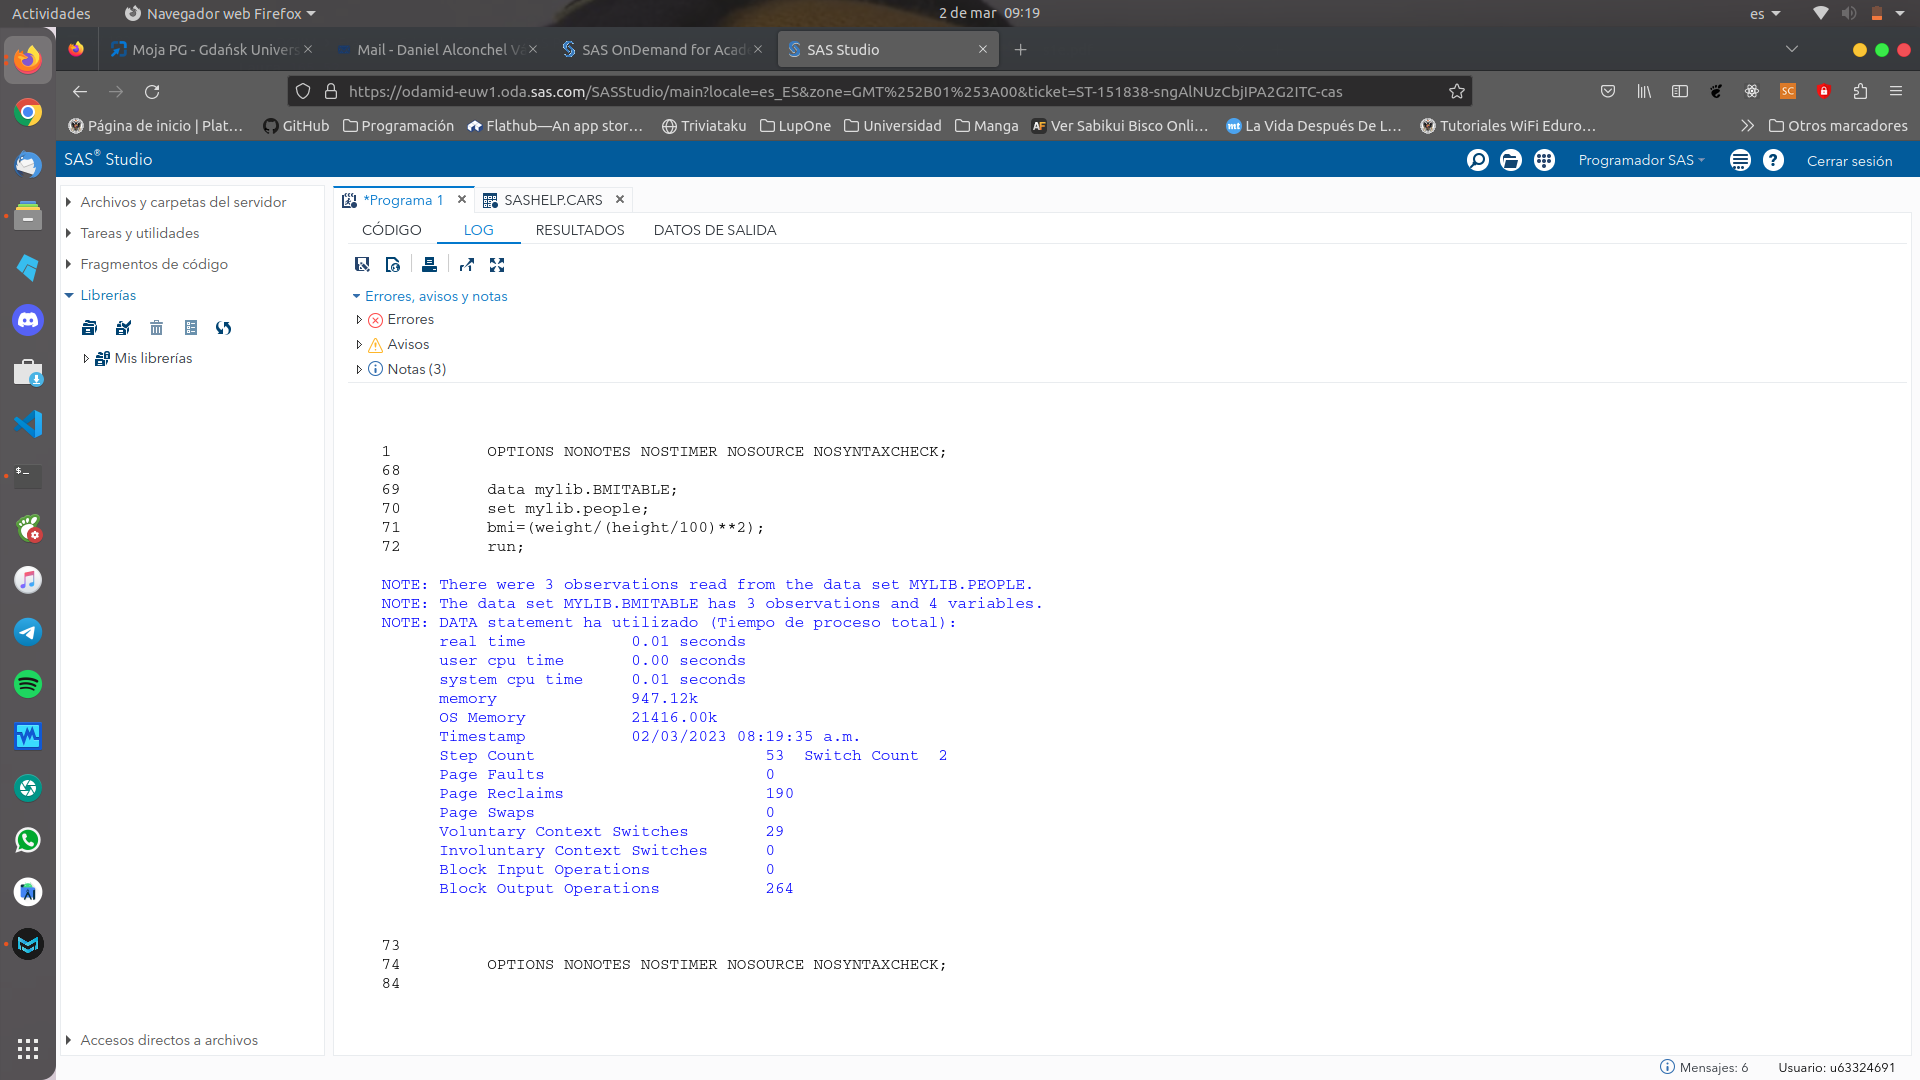 Actividades
Navegador web Firefox
2 de mar 09:19
es
Moja PG - Gdańsk Univers
Mail - Daniel Alconchel V
SAS OnDemand for Acad
SAS Studio
https://odamid-euw1.oda.sas.com/SASStudio/main?locale=es_ES&zone=GMT%252B01%253A00&ticket=ST-151838-sngAlNUzCbjIPA2G2ITC-cas
Página de inicio | Plat…
GitHub
Programación
Flathub—An app stor…
Triviataku
LupOne
Universidad
Manga
AF Ver Sabikui Bisco Onli…
mt La Vida Después De L…
Tutoriales WiFi Eduro…
Otros marcadores
SAS® Studio
Programador SAS
Cerrar sesión
Archivos y carpetas del servidor
Tareas y utilidades
Fragmentos de código
Librerías
Mis librerías
Accesos directos a archivos
*Programa 1
SASHELP.CARS
CÓDIGO
LOG
RESULTADOS
DATOS DE SALIDA
Errores, avisos y notas
Errores
Avisos
Notas (3)
1 OPTIONS NONOTES NOSTIMER NOSOURCE NOSYNTAXCHECK;
68
69 data mylib.BMITABLE;
70 set mylib.people;
71 bmi=(weight/(height/100)**2);
72 run;
NOTE: There were 3 observations read from the data set MYLIB.PEOPLE.
NOTE: The data set MYLIB.BMITABLE has 3 observations and 4 variables.
NOTE: DATA statement ha utilizado (Tiempo de proceso total):
real time 0.01 seconds
user cpu time 0.00 seconds
system cpu time 0.01 seconds
memory 947.12k
OS Memory 21416.00k
Timestamp 02/03/2023 08:19:35 a.m.
Step Count 53 Switch Count 2
Page Faults 0
Page Reclaims 190
Page Swaps 0
Voluntary Context Switches 29
Involuntary Context Switches 0
Block Input Operations 0
Block Output Operations 264
73
74 OPTIONS NONOTES NOSTIMER NOSOURCE NOSYNTAXCHECK;
84
Mensajes: 6
Usuario: u63324691